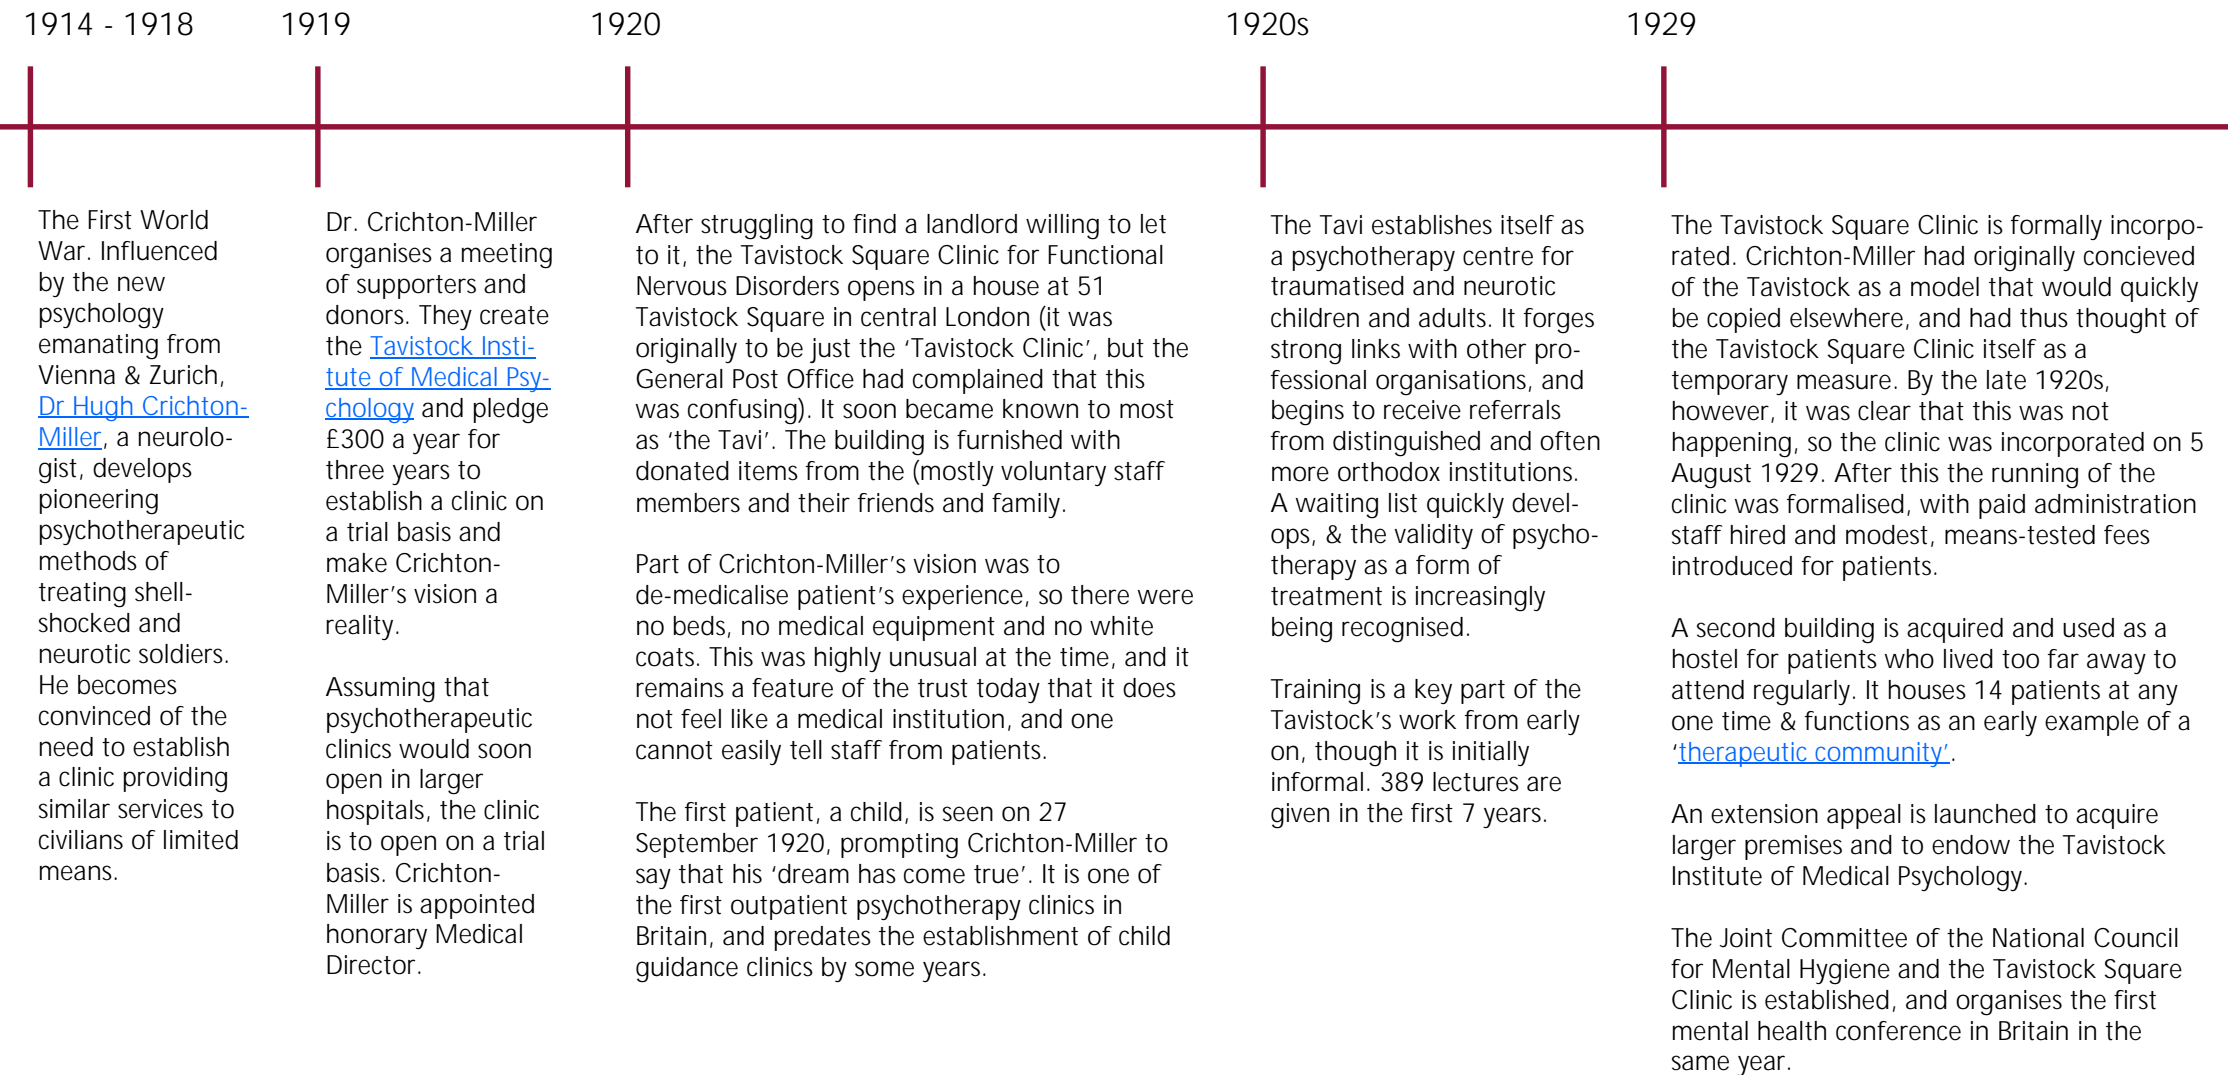 1914 - 1918
1919
1920
1920s
1929
The First World
War. Influenced
by the new
psychology
emanating from
Vienna & Zurich,
Dr Hugh Crichton-
Miller, a neurolo-
gist, develops
pioneering
psychotherapeutic
methods of
treating shell-
shocked and
neurotic soldiers.
He becomes
convinced of the
need to establish
a clinic providing
similar services to
civilians of limited
means.
Dr. Crichton-Miller
organises a meeting
of supporters and
donors. They create
the Tavistock Insti-
tute of Medical Psy-
chology and pledge
£300 a year for
three years to
establish a clinic on
a trial basis and
make Crichton-
Miller's vision a
reality.
Assuming that
psychotherapeutic
clinics would soon
open in larger
hospitals, the clinic
is to open on a trial
basis. Crichton-
Miller is appointed
honorary Medical
Director.
After struggling to find a landlord willing to let
to it, the Tavistock Square Clinic for Functional
Nervous Disorders opens in a house at 51
Tavistock Square in central London (it was
originally to be just the ‘Tavistock Clinic’, but the
General Post Office had complained that this
was confusing). It soon became known to most
as ‘the Tavi’. The building is furnished with
donated items from the (mostly voluntary staff
members and their friends and family.
Part of Crichton-Miller’s vision was to
de-medicalise patient’s experience, so there were
no beds, no medical equipment and no white
coats. This was highly unusual at the time, and it
remains a feature of the trust today that it does
not feel like a medical institution, and one
cannot easily tell staff from patients.
The first patient, a child, is seen on 27
September 1920, prompting Crichton-Miller to
say that his ‘dream has come true’. It is one of
the first outpatient psychotherapy clinics in
Britain, and predates the establishment of child
guidance clinics by some years.
The Tavi establishes itself as
a psychotherapy centre for
traumatised and neurotic
children and adults. It forges
strong links with other pro-
fessional organisations, and
begins to receive referrals
from distinguished and often
more orthodox institutions.
A waiting list quickly devel-
ops, & the validity of psycho-
therapy as a form of
treatment is increasingly
being recognised.
Training is a key part of the
Tavistock’s work from early
on, though it is initially
informal. 389 lectures are
given in the first 7 years.
The Tavistock Square Clinic is formally incorpo-
rated. Crichton-Miller had originally concieved
of the Tavistock as a model that would quickly
be copied elsewhere, and had thus thought of
the Tavistock Square Clinic itself as a
temporary measure. By the late 1920s,
however, it was clear that this was not
happening, so the clinic was incorporated on 5
August 1929. After this the running of the
clinic was formalised, with paid administration
staff hired and modest, means-tested fees
introduced for patients.
A second building is acquired and used as a
hostel for patients who lived too far away to
attend regularly. It houses 14 patients at any
one time & functions as an early example of a
‘therapeutic community’.
An extension appeal is launched to acquire
larger premises and to endow the Tavistock
Institute of Medical Psychology.
The Joint Committee of the National Council
for Mental Hygiene and the Tavistock Square
Clinic is established, and organises the first
mental health conference in Britain in the
same year.